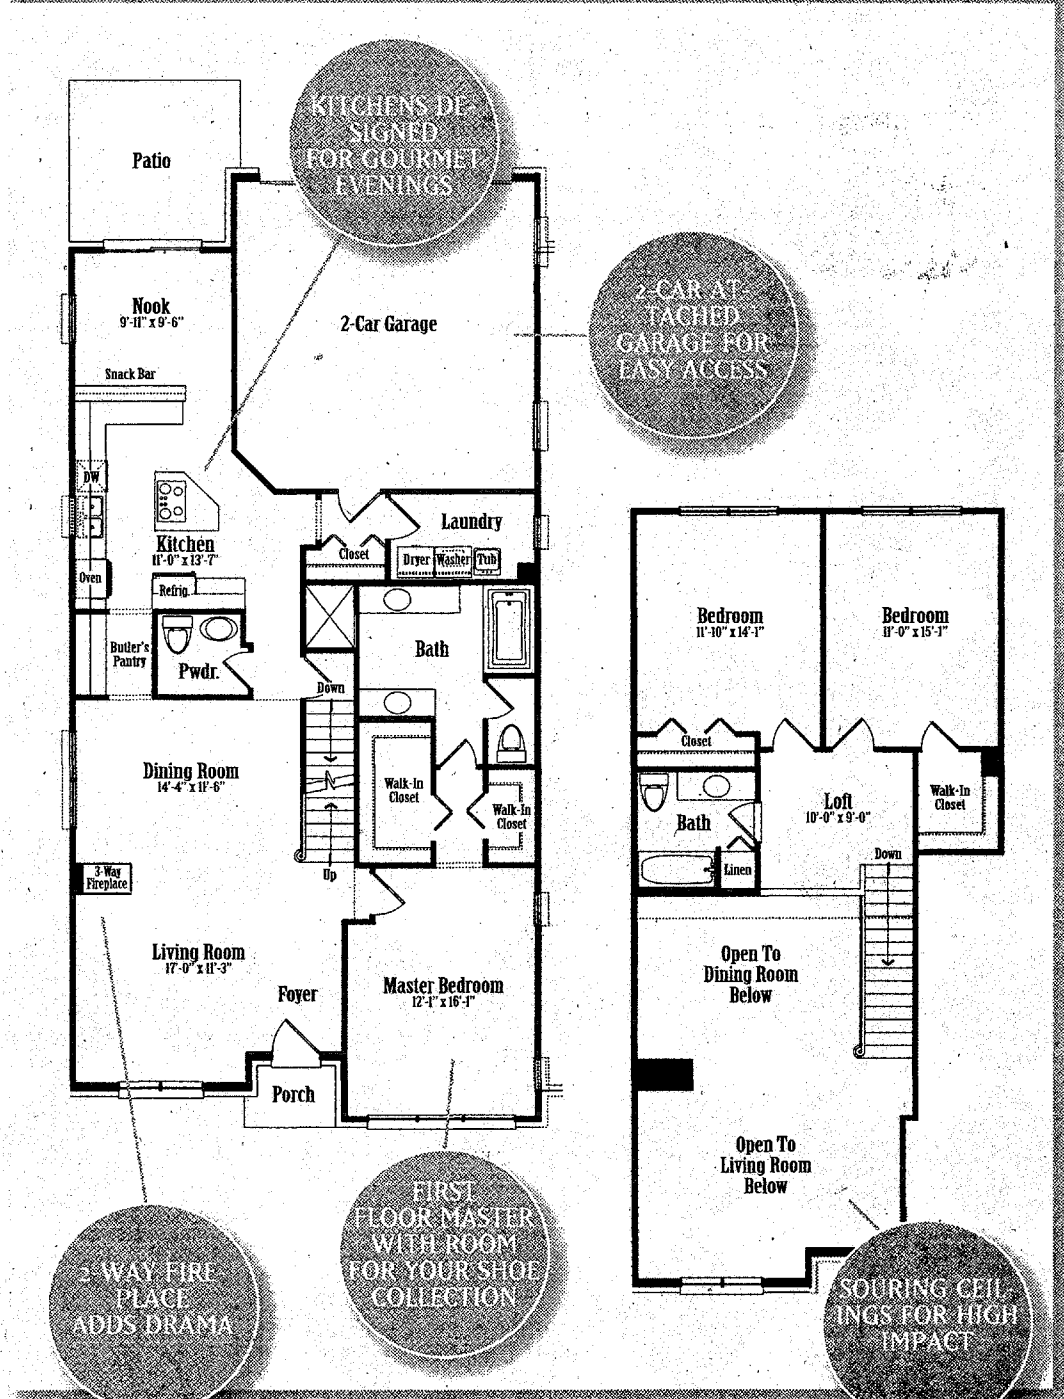 KITCHENS DE-
SIGNED
FOR GOURMET
EVENINGS
Patio
2-CAR AT-
TACHED
GARAGE FOR
EASY ACCESS
Nook
9'-11" x 9'-6"
2-Car Garage
Snack Bar
DW
Kitchen
11'-0" x 13'-7"
Oven
Refrig.
Closet
Laundry
Dryer
Washer
Tub
Butler's
Pantry
Pwdr.
Bath
Down
Dining Room
14'-4" x 11'-6"
Walk-In
Closet
Walk-In
Closet
Up
3-Way
Fireplace
Living Room
17'-0" x 11'-3"
Foyer
Master Bedroom
12'-1" x 16'-1"
Porch
Bedroom
11'-10" x 14'-1"
Bedroom
11'-0" x 15'-1"
Closet
Bath
Linen
Loft
10'-0" x 9'-0"
Walk-In
Closet
Down
Open To
Dining Room
Below
Open To
Living Room
Below
2-WAY FIRE-
PLACE
ADDS DRAMA
FIRST
FLOOR MASTER
WITH ROOM
FOR YOUR SHOE
COLLECTION
SOURING CEIL-
INGS FOR HIGH
IMPACT